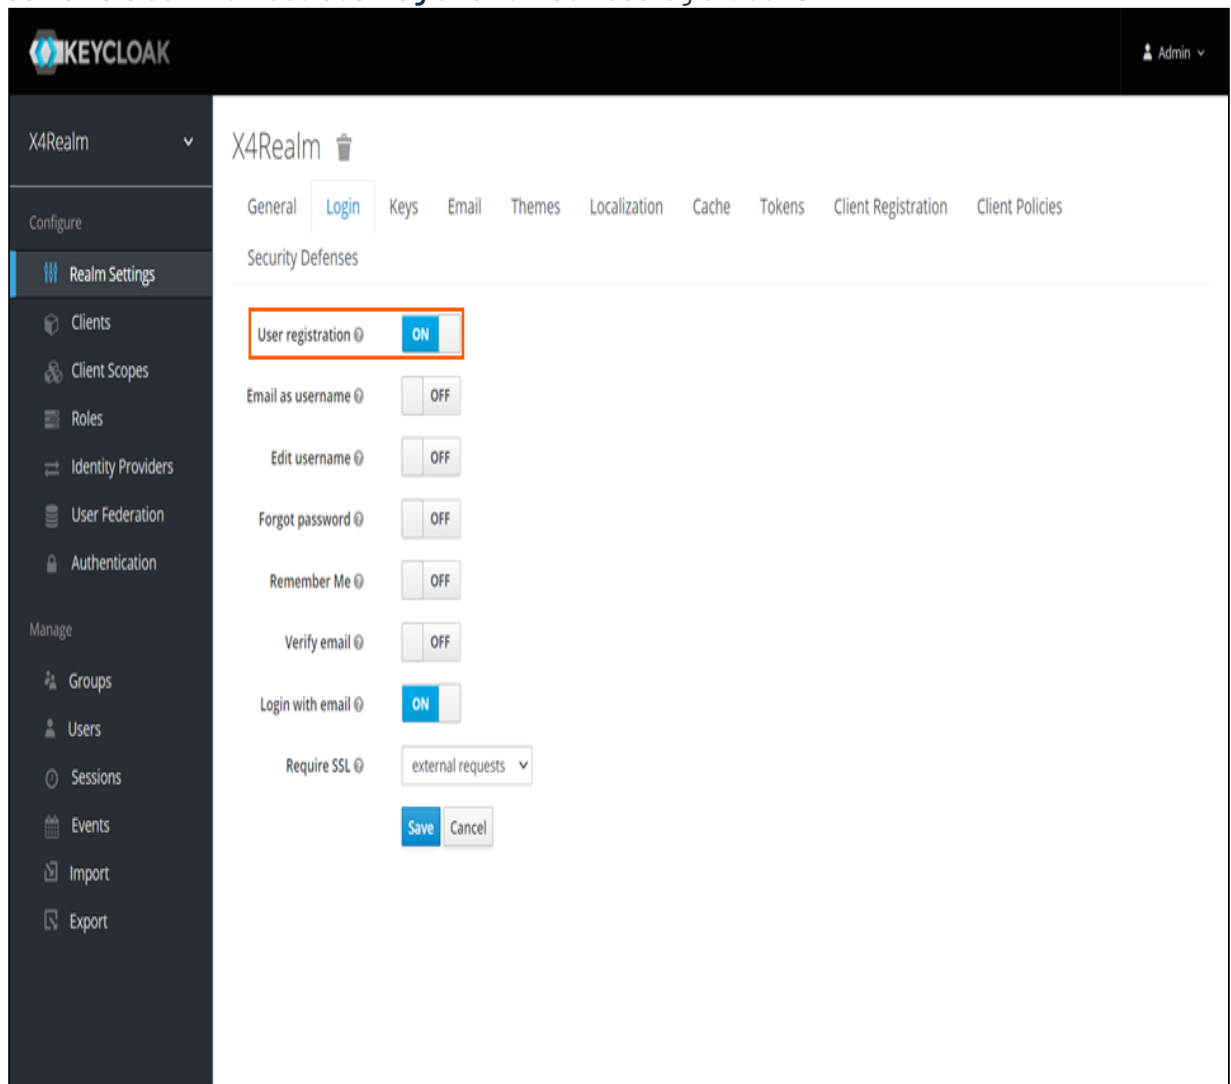 KEYCLOAK
Admin
X4Realm
Configure
Realm Settings
Clients
Client Scopes
Roles
Identity Providers
User Federation
Authentication
Manage
Groups
Users
Sessions
Events
Import
Export
X4Realm
General Login Keys Email Themes Localization Cache Tokens Client Registration Client Policies
Security Defenses
User registration ON
Email as username OFF
Edit username OFF
Forgot password OFF
Remember Me OFF
Verify email OFF
Login with email ON
Require SSL external requests
Save Cancel